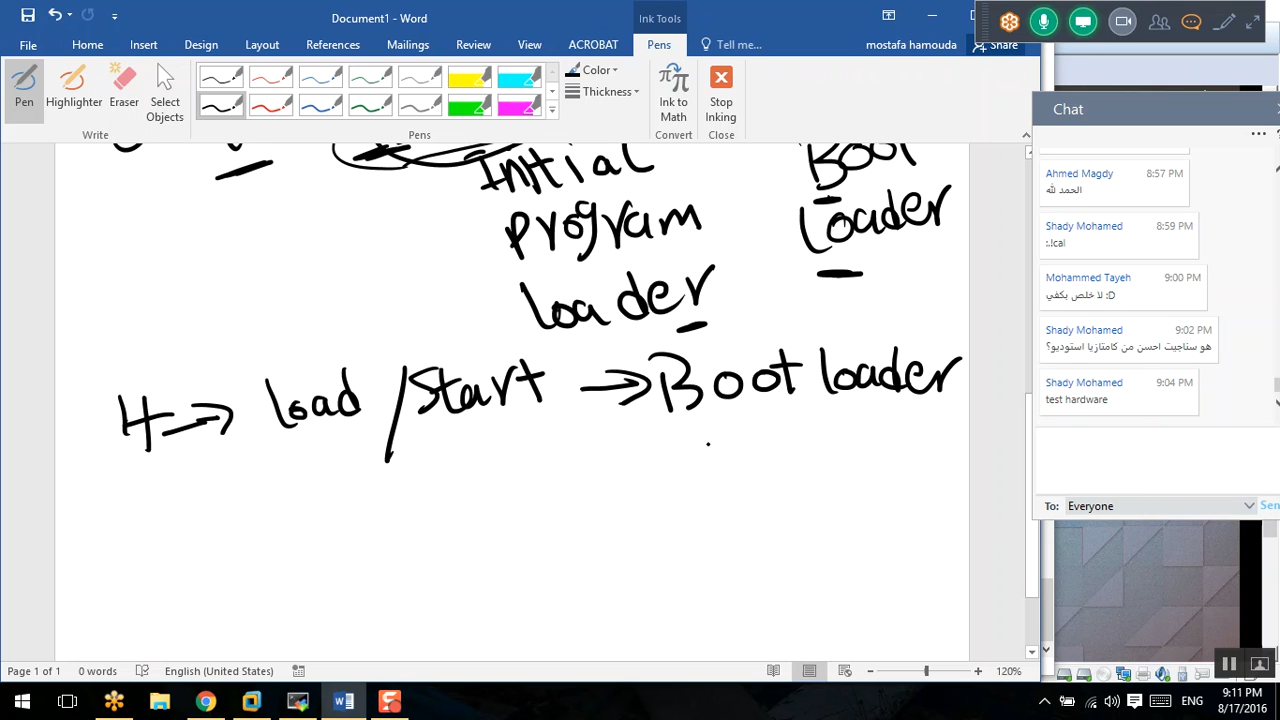 Document1 - Word
Ink Tools
File Home Insert Design Layout References Mailings Review View ACROBAT Pens Tell me... mostafa hamouda Share
Pen Highlighter Eraser Select Objects
Color
Thickness
Ink to Math
Stop Inking
Write Pens Convert Close
Initial
program
loader
Boot
Loader
4 → load / Start → Boot loader
Chat
Ahmed Magdy 8:57 PM
الحمد لله
Shady Mohamed 8:59 PM
:.!cal
Mohammed Tayeh 9:00 PM
لا خلص بكفي :D
Shady Mohamed 9:02 PM
هو سناجيت احسن من كامتازيا استوديو؟
Shady Mohamed 9:04 PM
test hardware
To: Everyone Sen
Page 1 of 1 0 words English (United States) 120%
ENG 9:11 PM
8/17/2016